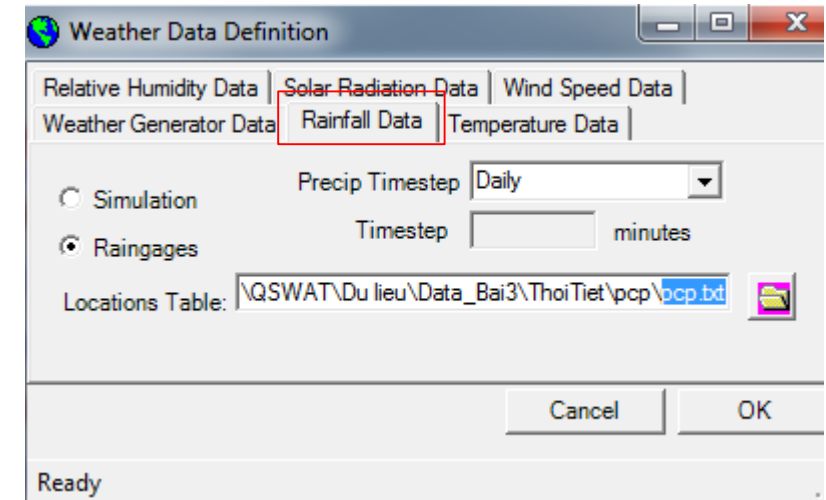 Weather Data Definition
Relative Humidity Data Solar Radiation Data Wind Speed Data
Weather Generator Data Rainfall Data Temperature Data
Simulation
Precip Timestep Daily
Raingages
Timestep minutes
Locations Table: \QSWAT\Du lieu\Data_Bai3\ThoiTiet\pcp\pcp.txt
Cancel OK
Ready